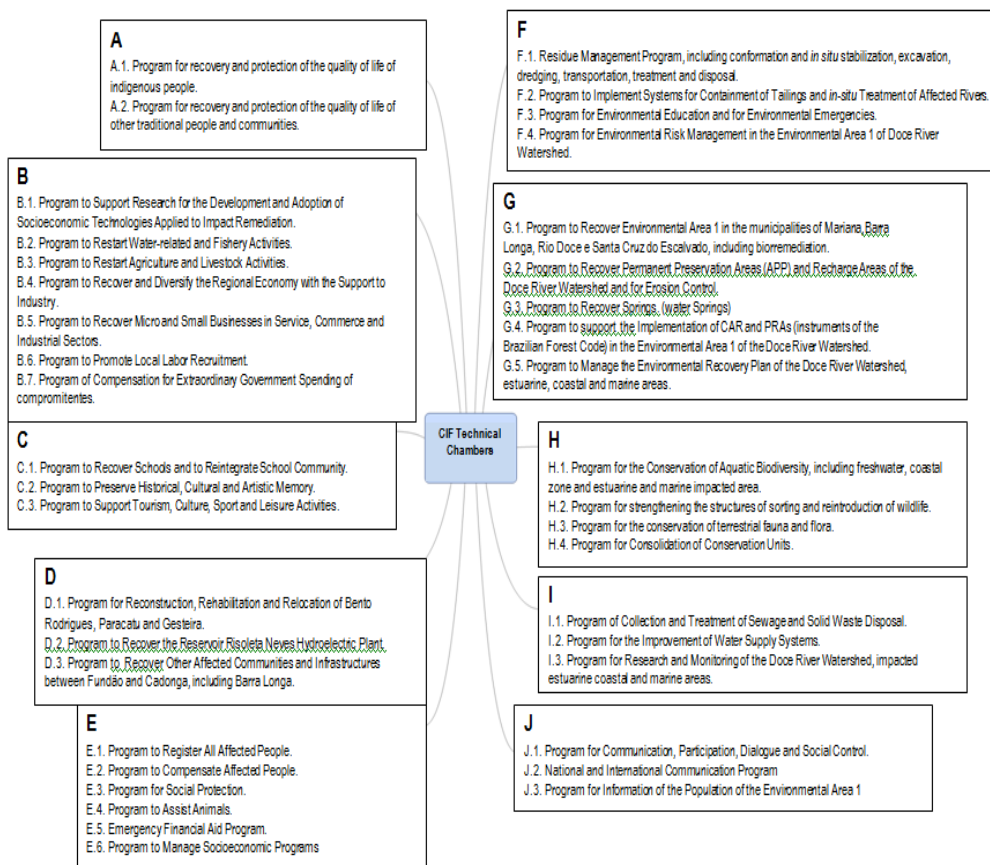 A
A.1. Program for recovery and protection of the quality of life of
indigenous people.
A.2. Program for recovery and protection of the quality of life of
other traditional people and communities.
B
B.1. Program to Support Research for the Development and Adoption of
Socioeconomic Technologies Applied to Impact Remediation.
B.2. Program to Restart Water-related and Fishery Activities.
B.3. Program to Restart Agriculture and Livestock Activities.
B.4. Program to Recover and Diversify the Regional Economy with the Support to
Industry.
B.5. Program to Recover Micro and Small Businesses in Service, Commerce and
Industrial Sectors.
B.6. Program to Promote Local Labor Recruitment.
B.7. Program of Compensation for Extraordinary Government Spending of
compromitentes.
C
C.1. Program to Recover Schools and to Reintegrate School Community.
C.2. Program to Preserve Historical, Cultural and Artistic Memory.
C.3. Program to Support Tourism, Culture, Sport and Leisure Activities.
D
D.1. Program for Reconstruction, Rehabilitation and Relocation of Bento
Rodrigues, Paracatu and Gesteira.
D.2. Program to Recover the Reservoir Risoleta Neves Hydroelectric Plant.
D.3. Program to Recover Other Affected Communities and Infrastructures
between Fundão and Cadonga, including Barra Longa.
E
E.1. Program to Register All Affected People.
E.2. Program to Compensate Affected People.
E.3. Program for Social Protection.
E.4. Program to Assist Animals.
E.5. Emergency Financial Aid Program.
E.6. Program to Manage Socioeconomic Programs
CIF Technical
Chambers
F
F.1. Residue Management Program, including conformation and in situ stabilization, excavation,
dredging, transportation, treatment and disposal.
F.2. Program to Implement Systems for Containment of Tailings and in-situ Treatment of Affected Rivers.
F.3. Program for Environmental Education and for Environmental Emergencies.
F.4. Program for Environmental Risk Management in the Environmental Area 1 of Doce River
Watershed.
G
G.1. Program to Recover Environmental Area 1 in the municipalities of Mariana,Barra
Longa, Rio Doce e Santa Cruz do Escalvado, including biorremediation.
G.2. Program to Recover Permanent Preservation Areas (APP) and Recharge Areas of the
Doce River Watershed and for Erosion Control.
G.3. Program to Recover Springs. (water Springs)
G.4. Program to support the Implementation of CAR and PRAs (instruments of the
Brazilian Forest Code) in the Environmental Area 1 of the Doce River Watershed.
G.5. Program to Manage the Environmental Recovery Plan of the Doce River Watershed,
estuarine, coastal and marine areas.
H
H.1. Program for the Conservation of Aquatic Biodiversity, including freshwater, coastal
zone and estuarine and marine impacted area.
H.2. Program for strengthening the structures of sorting and reintroduction of wildlife.
H.3. Program for the conservation of terrestrial fauna and flora.
H.4. Program for Consolidation of Conservation Units.
I
I.1. Program of Collection and Treatment of Sewage and Solid Waste Disposal.
I.2. Program for the Improvement of Water Supply Systems.
I.3. Program for Research and Monitoring of the Doce River Watershed, impacted
estuarine coastal and marine areas.
J
J.1. Program for Communication, Participation, Dialogue and Social Control.
J.2. National and International Communication Program
J.3. Program for Information of the Population of the Environmental Area 1